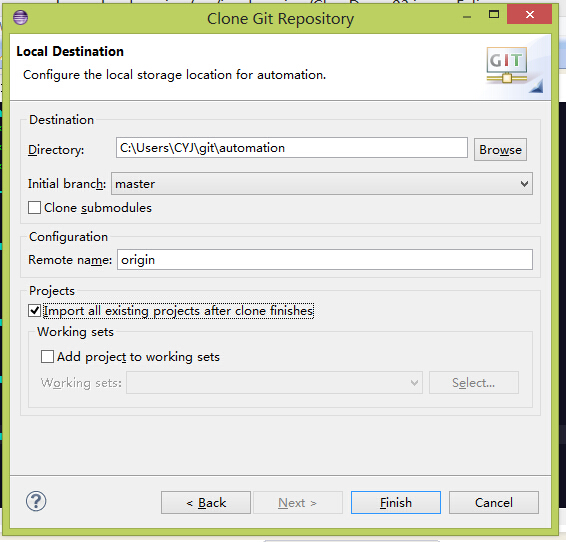 Clone Git Repository
Local Destination
Configure the local storage location for automation.
GIT
Destination
Directory: C:\Users\CYJ\git\automation Browse
Initial branch: master
Clone submodules
Configuration
Remote name: origin
Projects
Import all existing projects after clone finishes
Working sets
Add project to working sets
Working sets: Select...
?
< Back Next > Finish Cancel